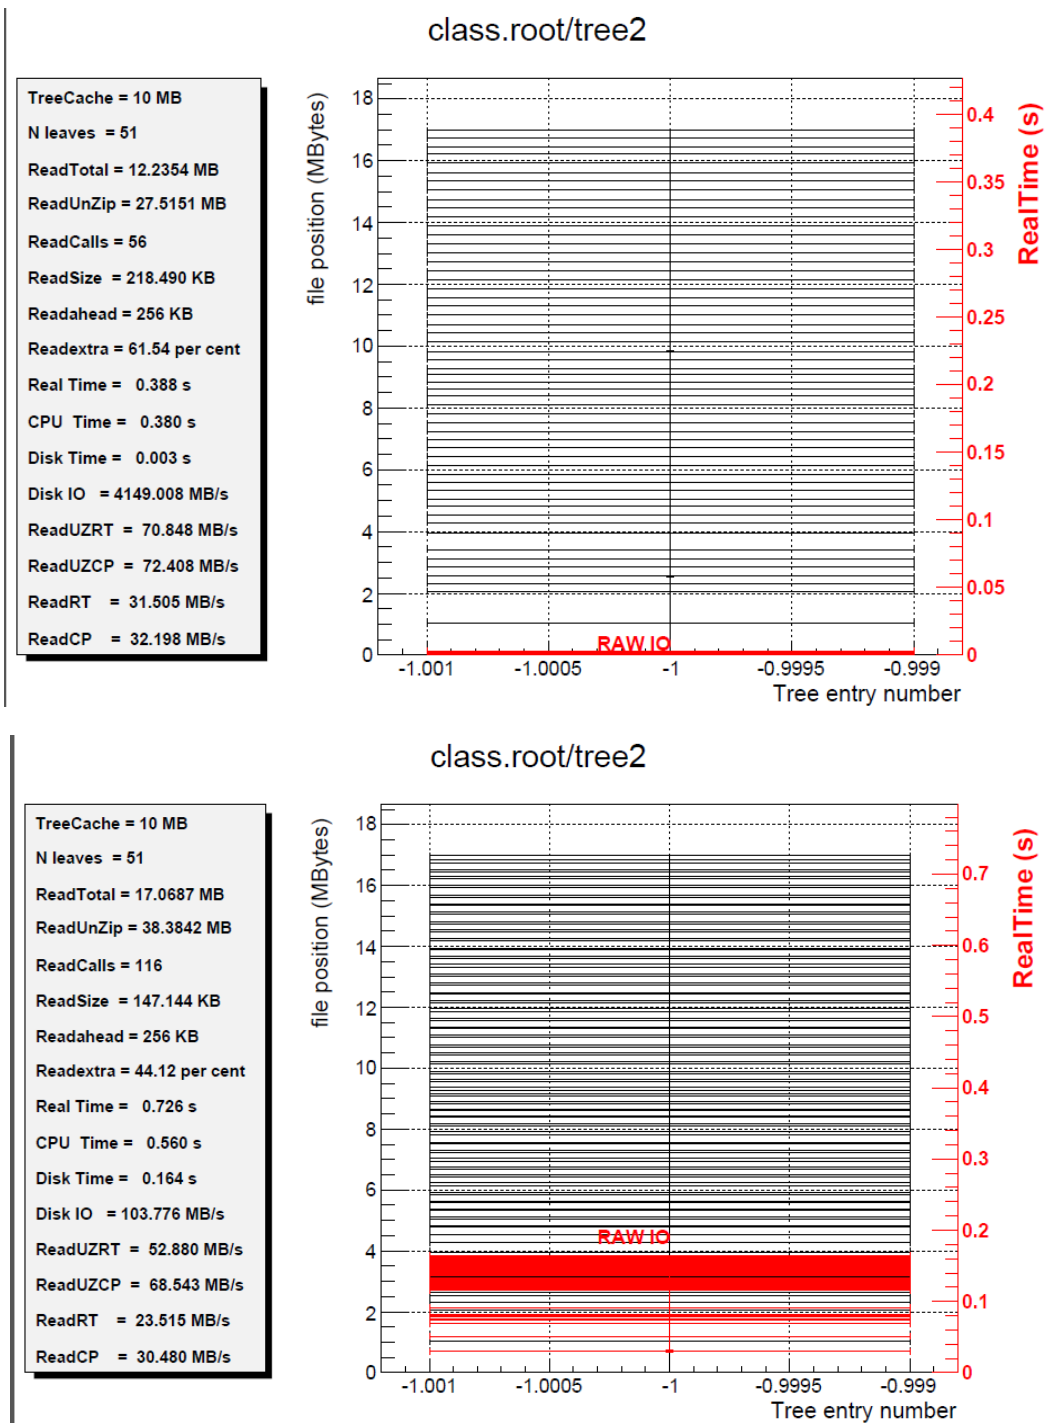 class.root/tree2
TreeCache = 10 MB
N leaves = 51
ReadTotal = 12.2354 MB
ReadUnZip = 27.5151 MB
ReadCalls = 56
ReadSize = 218.490 KB
Readahead = 256 KB
Readextra = 61.54 per cent
Real Time = 0.388 s
CPU Time = 0.380 s
Disk Time = 0.003 s
Disk IO = 4149.008 MB/s
ReadUZRT = 70.848 MB/s
ReadUZCP = 72.408 MB/s
ReadRT = 31.505 MB/s
ReadCP = 32.198 MB/s
file position (MBytes)
18
16
14
12
10
8
6
4
2
0
RAW IO
-1.001 -1.0005 -1 -0.9995 -0.999
Tree entry number
0.4
0.35
0.3
0.25
0.2
0.15
0.1
0.05
0
RealTime (s)
class.root/tree2
TreeCache = 10 MB
N leaves = 51
ReadTotal = 17.0687 MB
ReadUnZip = 38.3842 MB
ReadCalls = 116
ReadSize = 147.144 KB
Readahead = 256 KB
Readextra = 44.12 per cent
Real Time = 0.726 s
CPU Time = 0.560 s
Disk Time = 0.164 s
Disk IO = 103.776 MB/s
ReadUZRT = 52.880 MB/s
ReadUZCP = 68.543 MB/s
ReadRT = 23.515 MB/s
ReadCP = 30.480 MB/s
file position (MBytes)
18
16
14
12
10
8
6
4
2
0
RAW IO
-1.001 -1.0005 -1 -0.9995 -0.999
Tree entry number
0.7
0.6
0.5
0.4
0.3
0.2
0.1
0
RealTime (s)